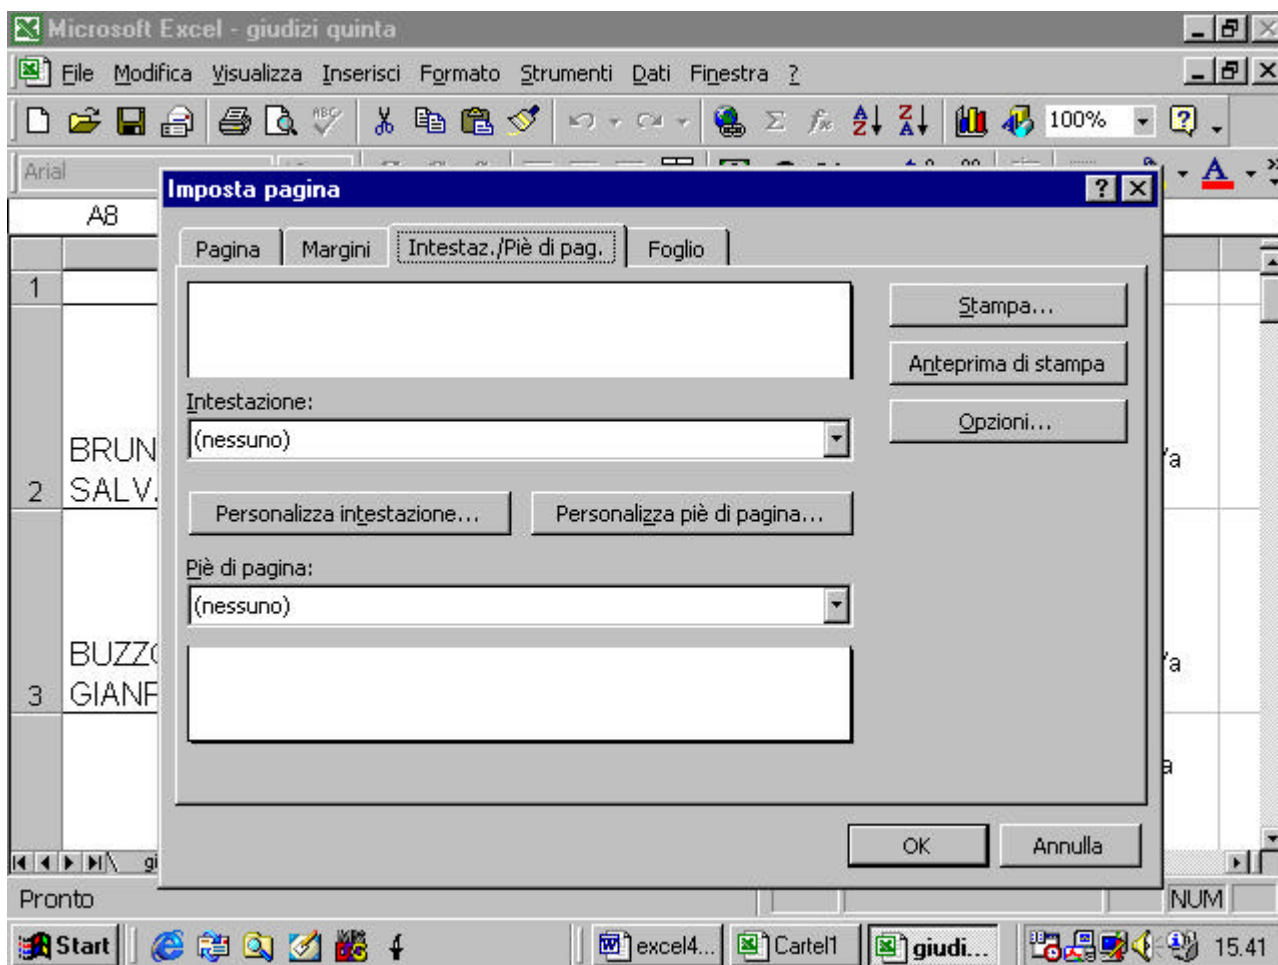 Microsoft Excel - giudizi quinta
File Modifica Visualizza Inserisci Formato Strumenti Dati Finestra ?
ABC 100%
Arial
Imposta pagina
A8
Pagina Margini Intestaz./Piè di pag. Foglio
1
Stampa...
Anteprima di stampa
Intestazione:
Opzioni...
(nessuno)
BRUN
'a
2 SALV.
Personalizza intestazione... Personalizza piè di pagina...
Piè di pagina:
(nessuno)
BUZZO
'a
3 GIANF
a
OK Annulla
gi
Pronto NUM
Start excel4... Cartel1 giudi... 15.41